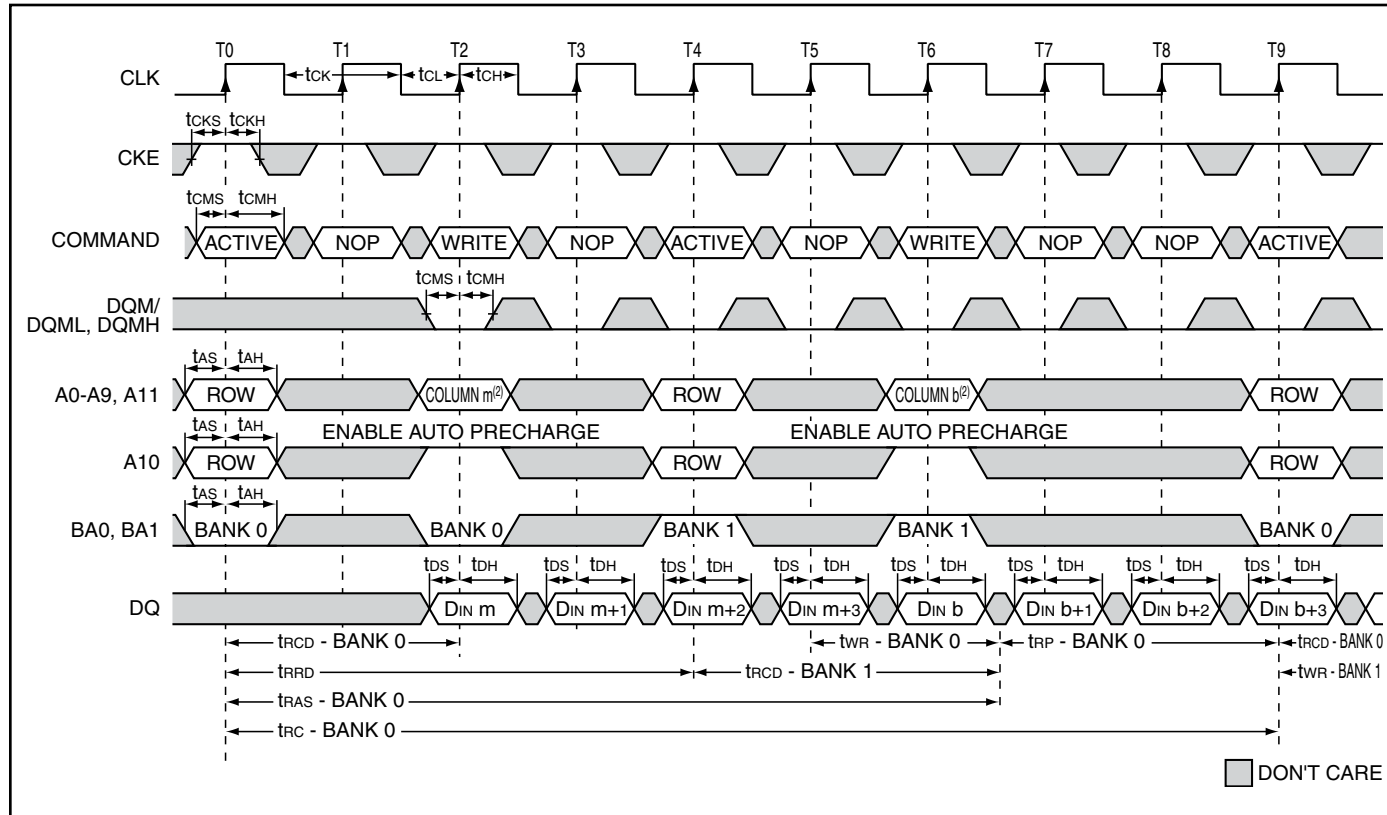 T0 T1 T2 T3 T4 T5 T6 T7 T8 T9
CLK tCK tCL tCH
tCKS tCKH
CKE
tCMS tCMH
COMMAND ACTIVE NOP WRITE NOP ACTIVE NOP WRITE NOP NOP ACTIVE
tCMS tCMH
DQM/
DQML, DQMH
tAS tAH
A0-A9, A11 ROW COLUMN m(2) ROW COLUMN b(2) ROW
tAS tAH ENABLE AUTO PRECHARGE ENABLE AUTO PRECHARGE
A10 ROW ROW ROW
tAS tAH
BA0, BA1 BANK 0 BANK 0 BANK 1 BANK 1 BANK 0
tDS tDH tDS tDH tDS tDH tDS tDH tDS tDH tDS tDH tDS tDH tDS tDH
DQ DIN m DIN m+1 DIN m+2 DIN m+3 DIN b DIN b+1 DIN b+2 DIN b+3
tRCD - BANK 0 tWR - BANK 0 tRP - BANK 0 tRCD - BANK 0
tRRD tRCD - BANK 1 tWR - BANK 1
tRAS - BANK 0
tRC - BANK 0
DON'T CARE